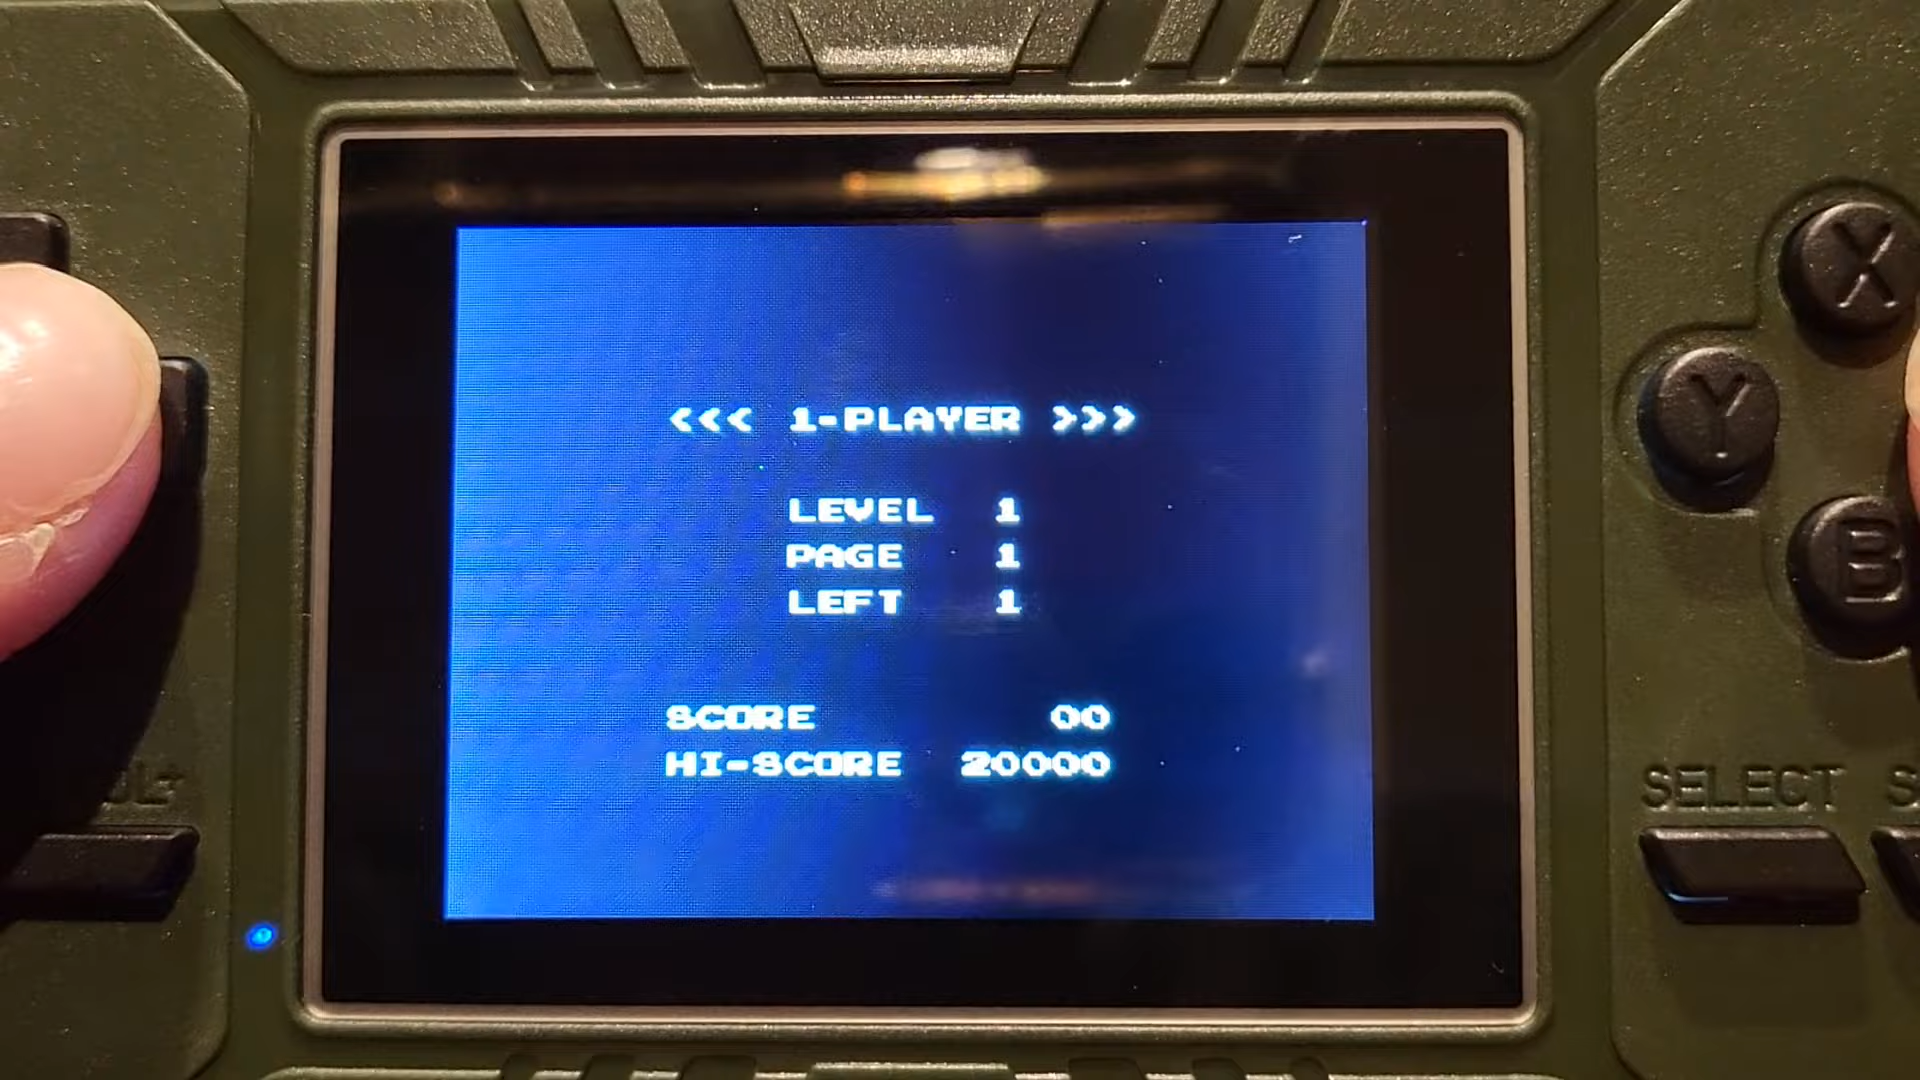 <<< 1-PLAYER >>>
LEVEL 1
PAGE 1
LEFT 1
SCORE 00
HI-SCORE 20000
X
Y
B
SELECT